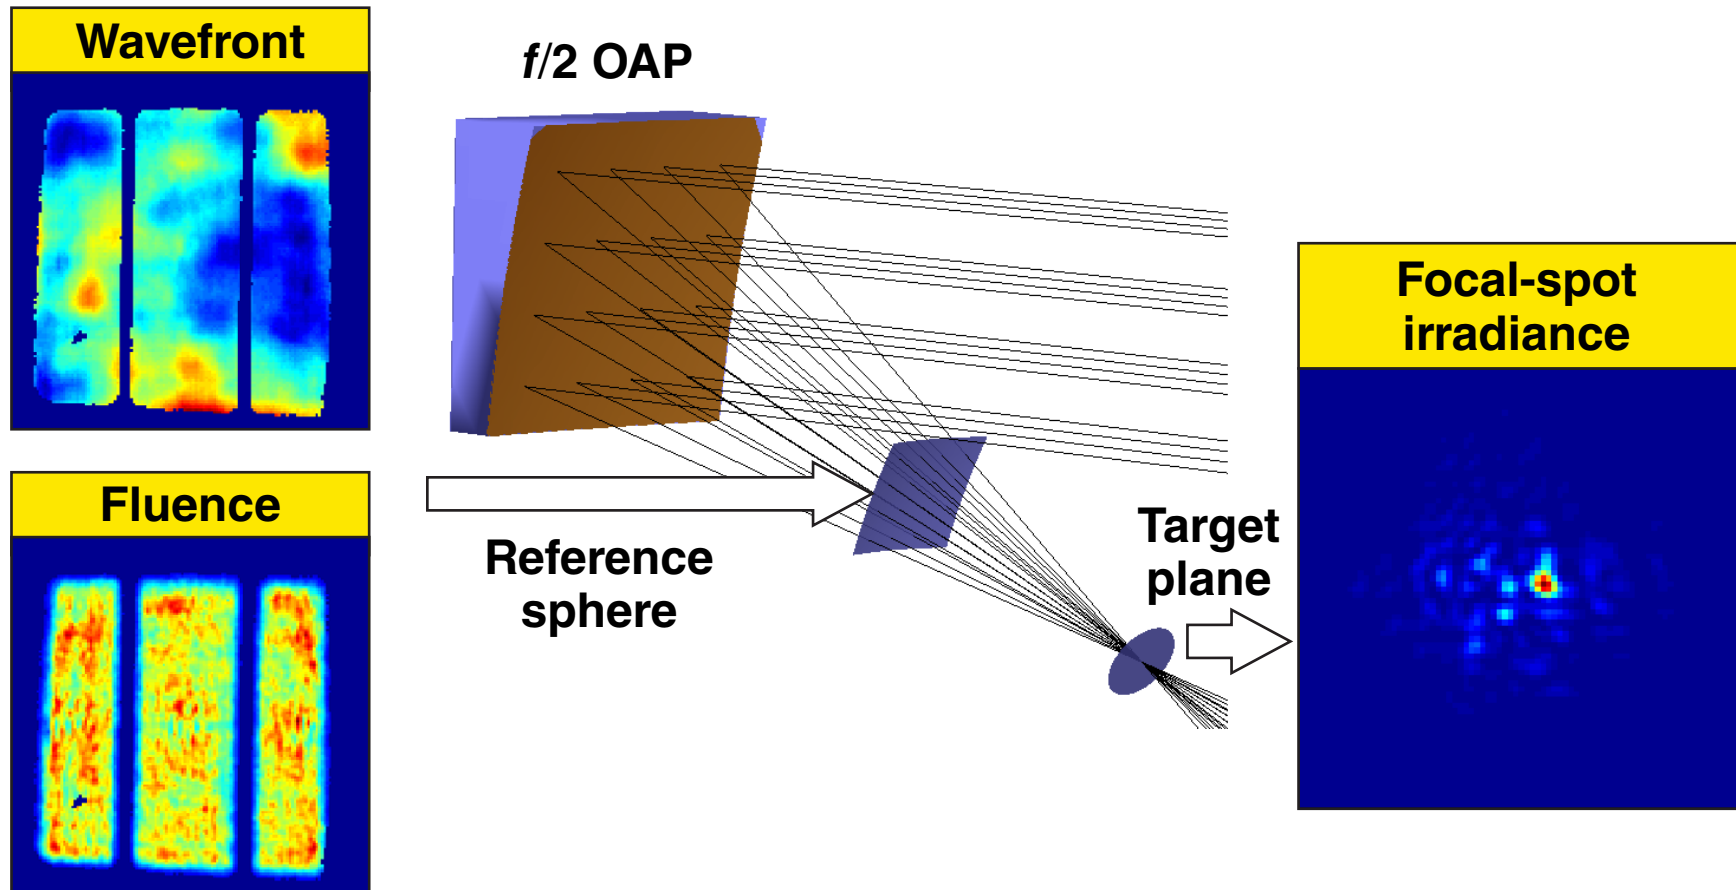 Wavefront
f/2 OAP
Fluence
Reference
sphere
Target
plane
Focal-spot
irradiance